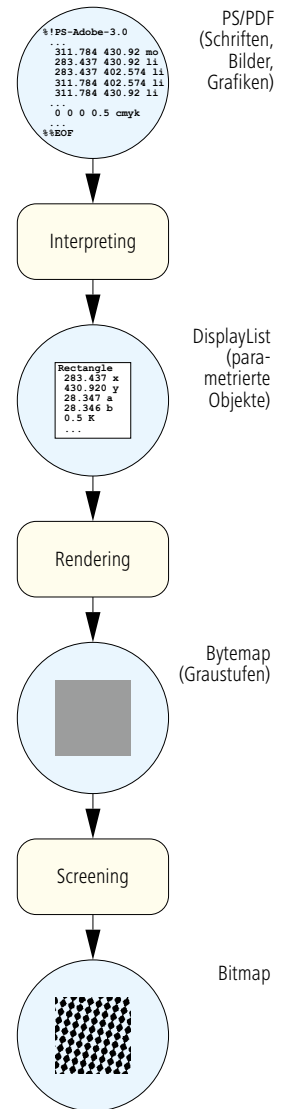 %!PS-Adobe-3.0
...
311.784 430.92 mo
283.437 430.92 li
283.437 402.574 li
311.784 402.574 li
311.784 430.92 li
...
0 0 0 0.5 cmyk
...
%%EOF
PS/PDF
(Schriften,
Bilder,
Grafiken)
Interpreting
Rectangle
283.437 x
430.920 y
28.347 a
28.346 b
0.5 K
...
DisplayList
(para-
metrierte
Objekte)
Rendering
Bytemap
(Graustufen)
Screening
Bitmap